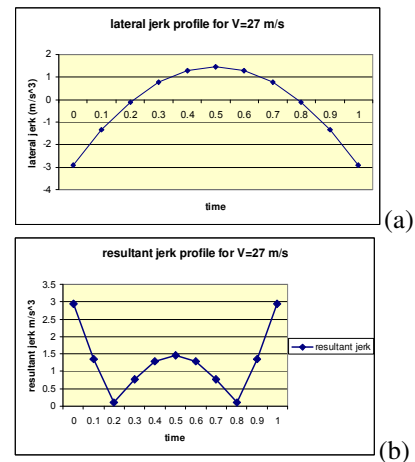 lateral jerk profile for V=27 m/s
2
1
0
-1
-2
-3
-4
0 0.1 0.2 0.3 0.4 0.5 0.6 0.7 0.8 0.9 1
lateral jerk (m/s^3)
time
(a)
resultant jerk profile for V=27 m/s
3.5
3
2.5
2
1.5
1
0.5
0
0 0.1 0.2 0.3 0.4 0.5 0.6 0.7 0.8 0.9 1
resultant jerk m/s^3
time
resultant jerk
(b)